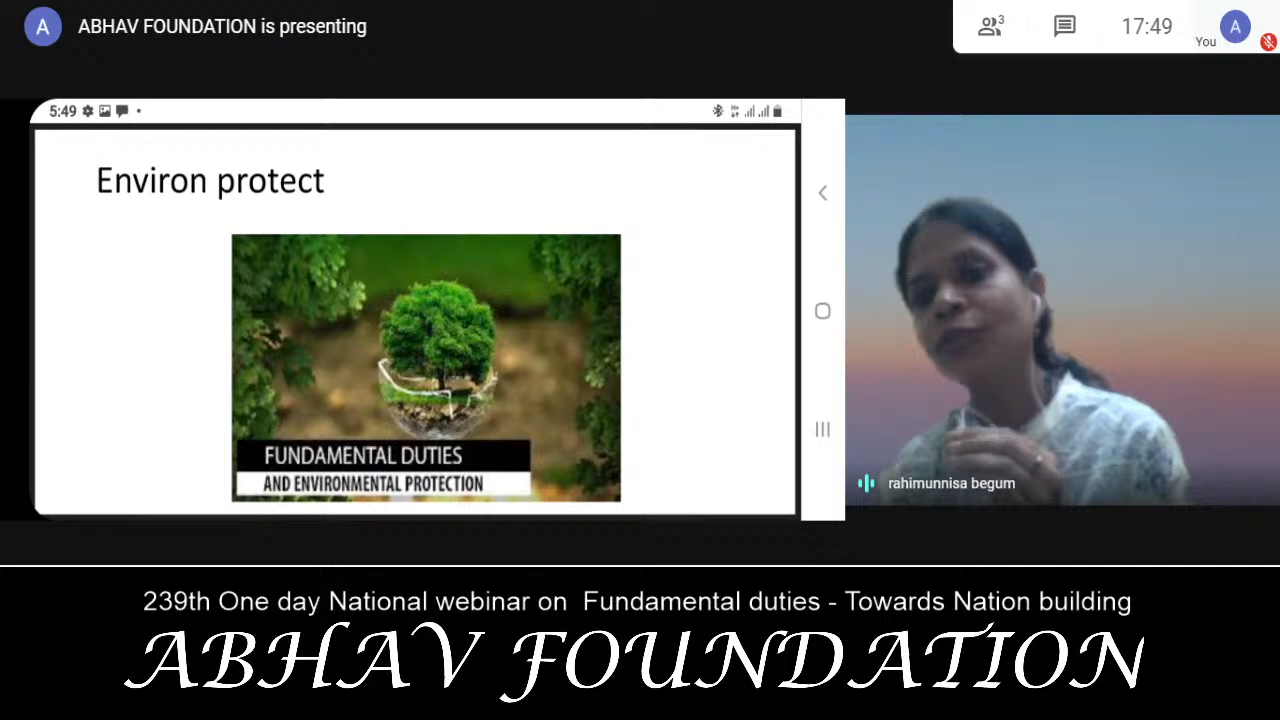 A
ABHAV FOUNDATION is presenting
3
17:49
You
A
5:49
Environ protect
FUNDAMENTAL DUTIES
AND ENVIRONMENTAL PROTECTION
rahimunnisa begum
239th One day National webinar on Fundamental duties - Towards Nation building
ABHAV FOUNDATION